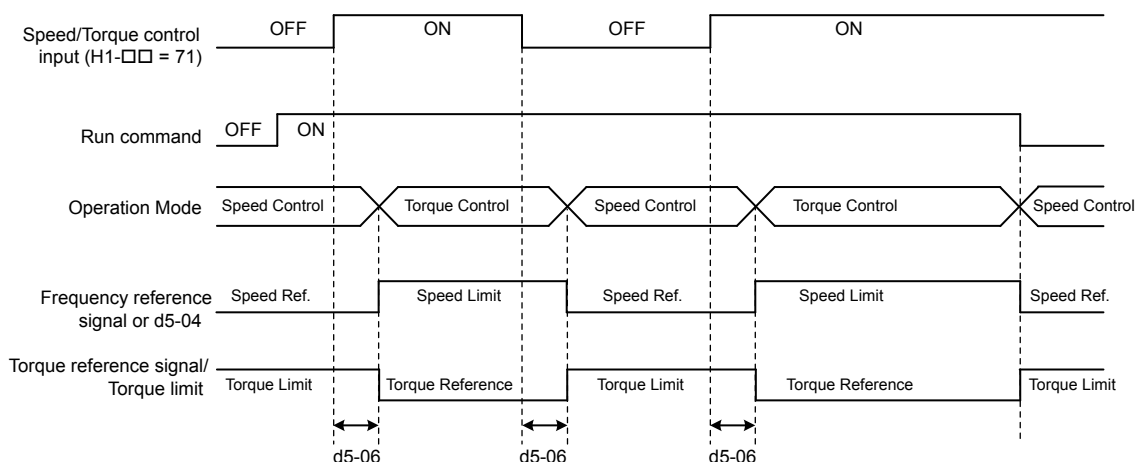 Speed/Torque control
input (H1-□□ = 71)
OFF ON OFF ON
Run command
OFF ON
Operation Mode
Speed Control Torque Control Speed Control Torque Control Speed Control
Frequency reference
signal or d5-04
Speed Ref. Speed Limit Speed Ref. Speed Limit Speed Ref.
Torque reference signal/
Torque limit
Torque Limit Torque Reference Torque Limit Torque Reference Torque Limit
d5-06 d5-06 d5-06